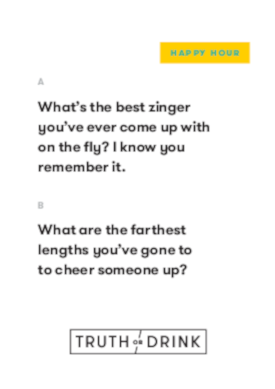 HAPPY HOUR
A
What's the best zinger
you've ever come up with
on the fly? I know you
remember it.
B
What are the farthest
lengths you've gone to
to cheer someone up?
TRUTH OR DRINK